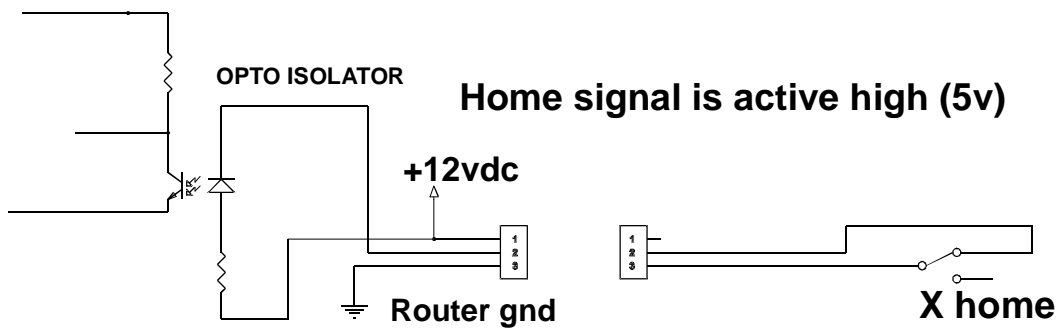 OPTO ISOLATOR
Home signal is active high (5v)
+12vdc
1
2
3
1
2
3
Router gnd
X home